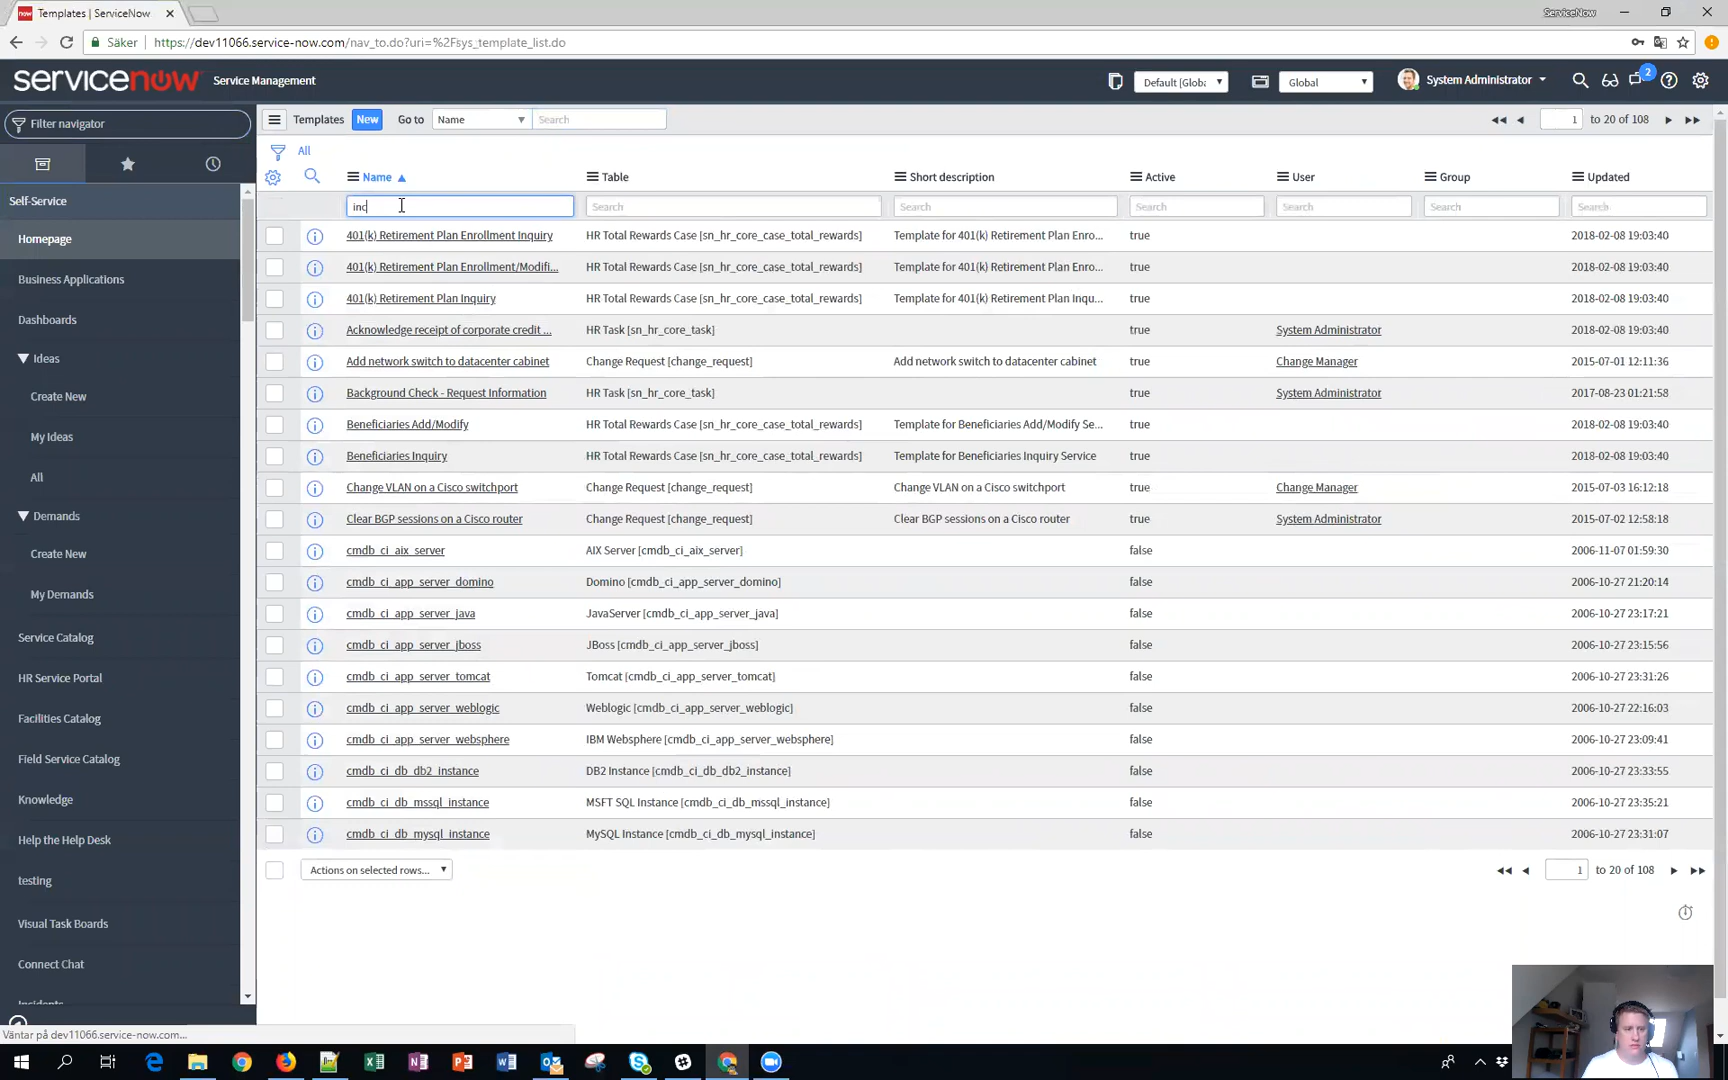 Templates | ServiceNow
ServiceNow
Säker
https://dev11066.service-now.com/nav_to.do?uri=%2Fsys_template_list.do
servicenow Service Management
Default [Globa
Global
System Administrator
2
Filter navigator
Templates New Go to Name Search
1 to 20 of 108
All
Name Table Short description Active User Group Updated
inc Search Search Search Search Search Search
401(k) Retirement Plan Enrollment Inquiry HR Total Rewards Case [sn_hr_core_case_total_rewards] Template for 401(k) Retirement Plan Enro... true 2018-02-08 19:03:40
401(k) Retirement Plan Enrollment/Modifi... HR Total Rewards Case [sn_hr_core_case_total_rewards] Template for 401(k) Retirement Plan Enro... true 2018-02-08 19:03:40
401(k) Retirement Plan Inquiry HR Total Rewards Case [sn_hr_core_case_total_rewards] Template for 401(k) Retirement Plan Inqu... true 2018-02-08 19:03:40
Acknowledge receipt of corporate credit ... HR Task [sn_hr_core_task] true System Administrator 2018-02-08 19:03:40
Add network switch to datacenter cabinet Change Request [change_request] Add network switch to datacenter cabinet true Change Manager 2015-07-01 12:11:36
Background Check - Request Information HR Task [sn_hr_core_task] true System Administrator 2017-08-23 01:21:58
Beneficiaries Add/Modify HR Total Rewards Case [sn_hr_core_case_total_rewards] Template for Beneficiaries Add/Modify Se... true 2018-02-08 19:03:40
Beneficiaries Inquiry HR Total Rewards Case [sn_hr_core_case_total_rewards] Template for Beneficiaries Inquiry Service true 2018-02-08 19:03:40
Change VLAN on a Cisco switchport Change Request [change_request] Change VLAN on a Cisco switchport true Change Manager 2015-07-03 16:12:18
Clear BGP sessions on a Cisco router Change Request [change_request] Clear BGP sessions on a Cisco router true System Administrator 2015-07-02 12:58:18
cmdb_ci_aix_server AIX Server [cmdb_ci_aix_server] false 2006-11-07 01:59:30
cmdb_ci_app_server_domino Domino [cmdb_ci_app_server_domino] false 2006-10-27 21:20:14
cmdb_ci_app_server_java JavaServer [cmdb_ci_app_server_java] false 2006-10-27 23:17:21
cmdb_ci_app_server_jboss JBoss [cmdb_ci_app_server_jboss] false 2006-10-27 23:15:56
cmdb_ci_app_server_tomcat Tomcat [cmdb_ci_app_server_tomcat] false 2006-10-27 23:31:26
cmdb_ci_app_server_weblogic Weblogic [cmdb_ci_app_server_weblogic] false 2006-10-27 22:16:03
cmdb_ci_app_server_websphere IBM Websphere [cmdb_ci_app_server_websphere] false 2006-10-27 23:09:41
cmdb_ci_db_db2_instance DB2 Instance [cmdb_ci_db_db2_instance] false 2006-10-27 23:33:55
cmdb_ci_db_mssql_instance MSFT SQL Instance [cmdb_ci_db_mssql_instance] false 2006-10-27 23:35:21
cmdb_ci_db_mysql_instance MySQL Instance [cmdb_ci_db_mysql_instance] false 2006-10-27 23:31:07
Actions on selected rows...
1 to 20 of 108
Self-Service
Homepage
Business Applications
Dashboards
Ideas
Create New
My Ideas
All
Demands
Create New
My Demands
Service Catalog
HR Service Portal
Facilities Catalog
Field Service Catalog
Knowledge
Help the Help Desk
testing
Visual Task Boards
Connect Chat
Incidents
Väntar på dev11066.service-now.com...